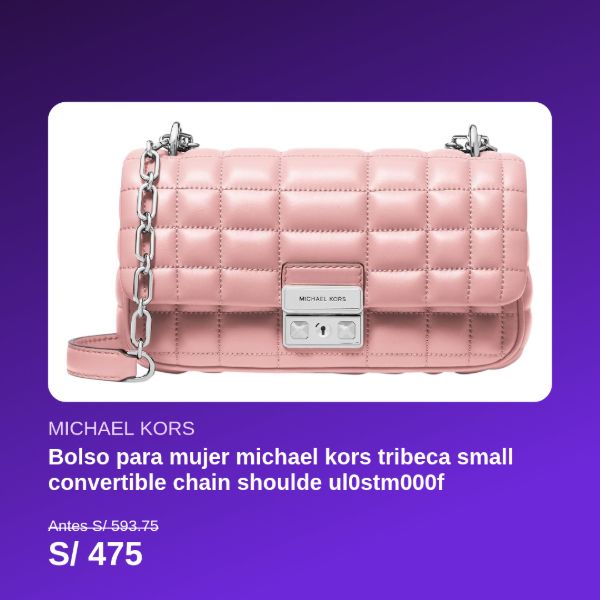 MICHAEL KORS
MICHAEL KORS
Bolso para mujer michael kors tribeca small
convertible chain shoulde ul0stm000f
Antes S/ 593.75
S/ 475